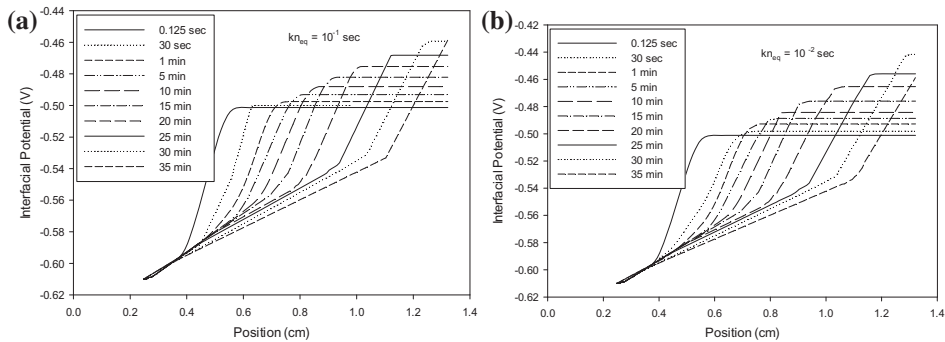 (a)
-0.44
-0.46
-0.48
-0.50
-0.52
-0.54
-0.56
-0.58
-0.60
-0.62
Interfacial Potential (V)
0.125 sec
30 sec
1 min
5 min
10 min
15 min
20 min
25 min
30 min
35 min
kn_eq = 10^-1 sec
0.0 0.2 0.4 0.6 0.8 1.0 1.2 1.4
Position (cm)
(b)
-0.42
-0.44
-0.46
-0.48
-0.50
-0.52
-0.54
-0.56
-0.58
-0.60
-0.62
Interfacial Potential (V)
0.125 sec
30 sec
1 min
5 min
10 min
15 min
20 min
25 min
30 min
35 min
kn_eq = 10^-2 sec
0.0 0.2 0.4 0.6 0.8 1.0 1.2 1.4
Position (cm)